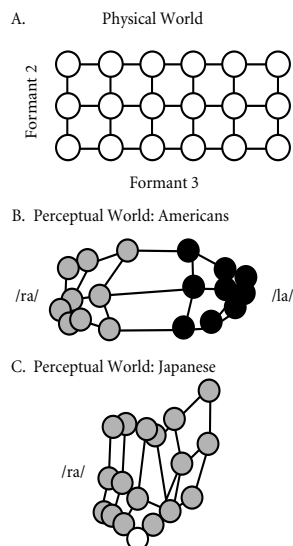 A. Physical World
Formant 2
Formant 3
B. Perceptual World: Americans
/ra/
/la/
C. Perceptual World: Japanese
/ra/